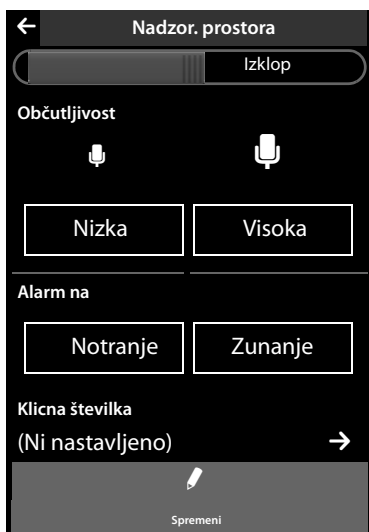 Nadzor. prostora
Izklop
Občutljivost
Nizka Visoka
Alarm na
Notranje Zunanje
Klicna številka
(Ni nastavljeno)
Spremeni